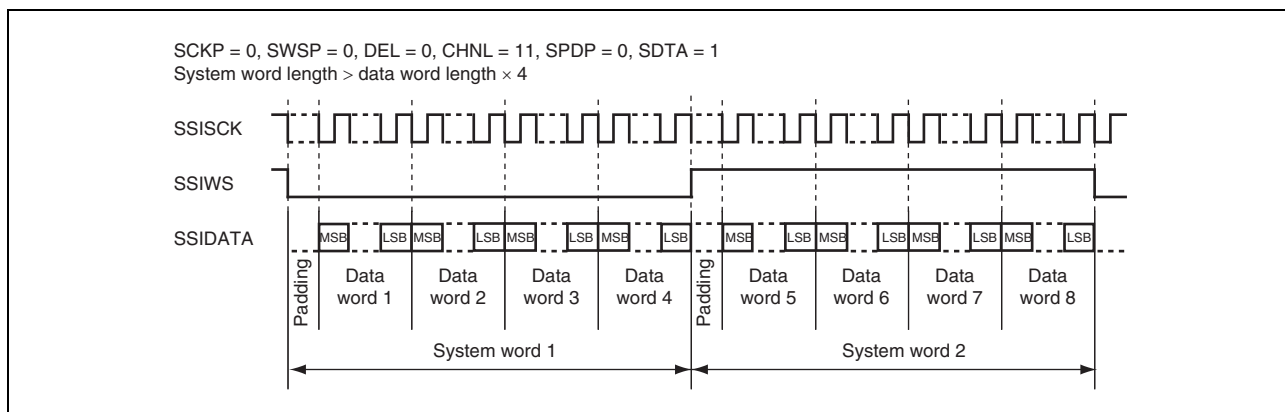 SCKP = 0, SWSP = 0, DEL = 0, CHNL = 11, SPDP = 0, SDTA = 1
System word length > data word length × 4
SSISCK
SSIWS
SSIDATA
MSB LSB MSB LSB MSB LSB MSB LSB MSB LSB MSB LSB MSB LSB MSB LSB
Padding
Data word 1
Data word 2
Data word 3
Data word 4
Padding
Data word 5
Data word 6
Data word 7
Data word 8
System word 1
System word 2